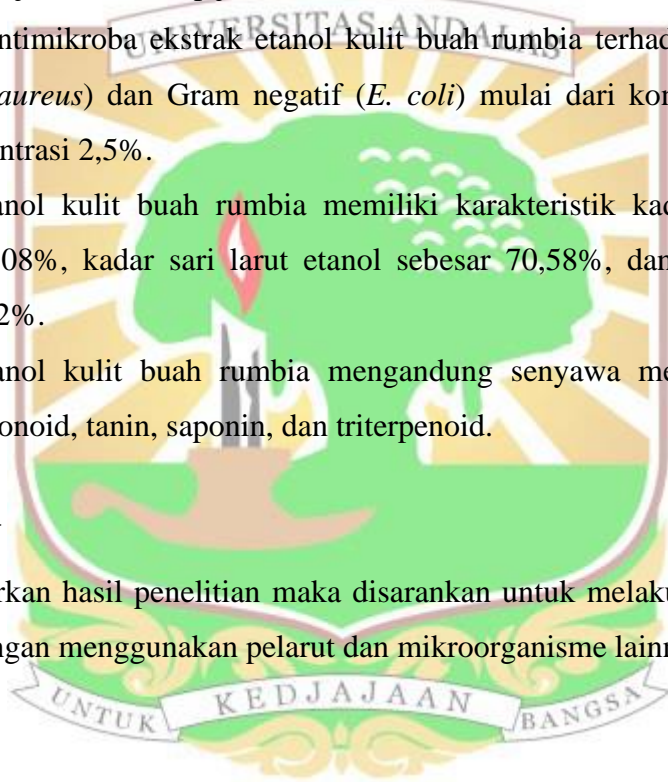 UNIVERSITAS ANDALAS
ntimikroba ekstrak etanol kulit buah rumbia terhad
aureus) dan Gram negatif (E. coli) mulai dari kon
ntrasi 2,5%.
anol kulit buah rumbia memiliki karakteristik kad
08%, kadar sari larut etanol sebesar 70,58%, dan
2%.
anol kulit buah rumbia mengandung senyawa me
onoid, tanin, saponin, dan triterpenoid.
rkan hasil penelitian maka disarankan untuk melaku
ngan menggunakan pelarut dan mikroorganisme lainn
UNTUK KEDJAJAAN BANGSA